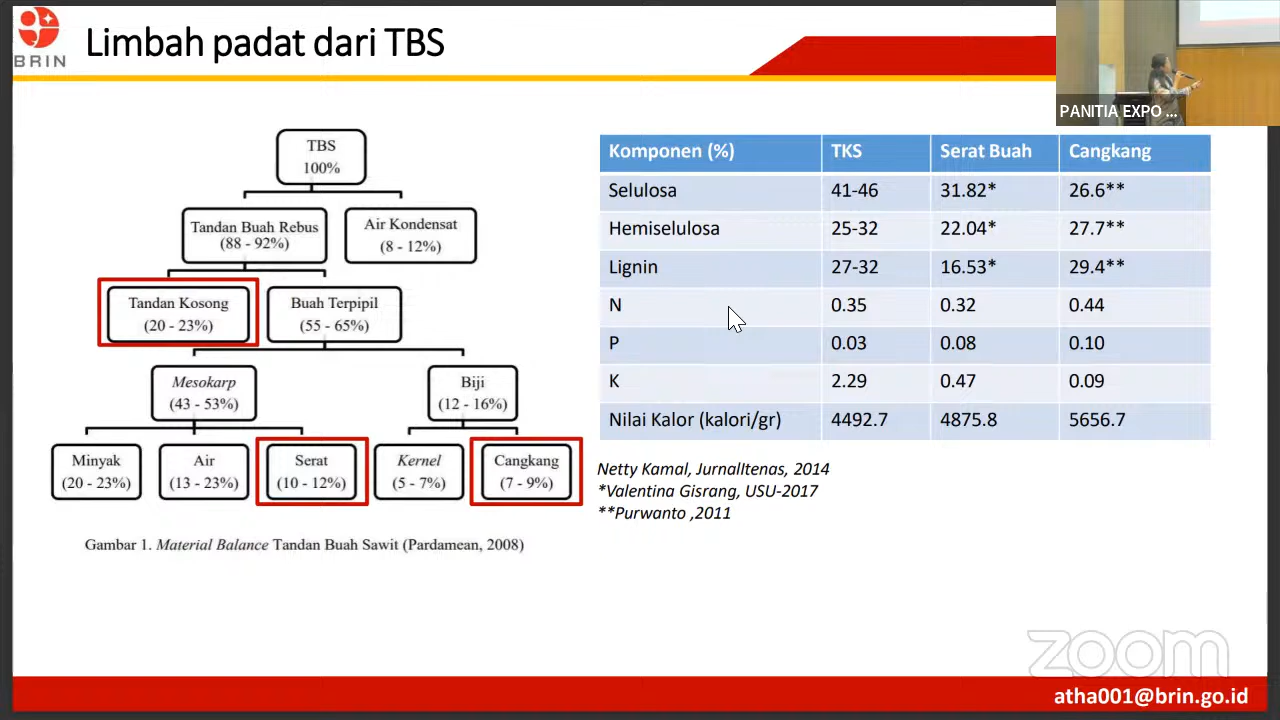 BRIN
Limbah padat dari TBS
PANITIA EXPO ...
TBS
100%
Tandan Buah Rebus
(88 - 92%)
Air Kondensat
(8 - 12%)
Tandan Kosong
(20 - 23%)
Buah Terpipil
(55 - 65%)
Mesokarp
(43 - 53%)
Biji
(12 - 16%)
Minyak
(20 - 23%)
Air
(13 - 23%)
Serat
(10 - 12%)
Kernel
(5 - 7%)
Cangkang
(7 - 9%)
Gambar 1. Material Balance Tandan Buah Sawit (Pardamean, 2008)
Komponen (%) TKS Serat Buah Cangkang
Selulosa 41-46 31.82* 26.6**
Hemiselulosa 25-32 22.04* 27.7**
Lignin 27-32 16.53* 29.4**
N 0.35 0.32 0.44
P 0.03 0.08 0.10
K 2.29 0.47 0.09
Nilai Kalor (kalori/gr) 4492.7 4875.8 5656.7
Netty Kamal, JurnalItenas, 2014
*Valentina Gisrang, USU-2017
**Purwanto ,2011
zoom
atha001@brin.go.id